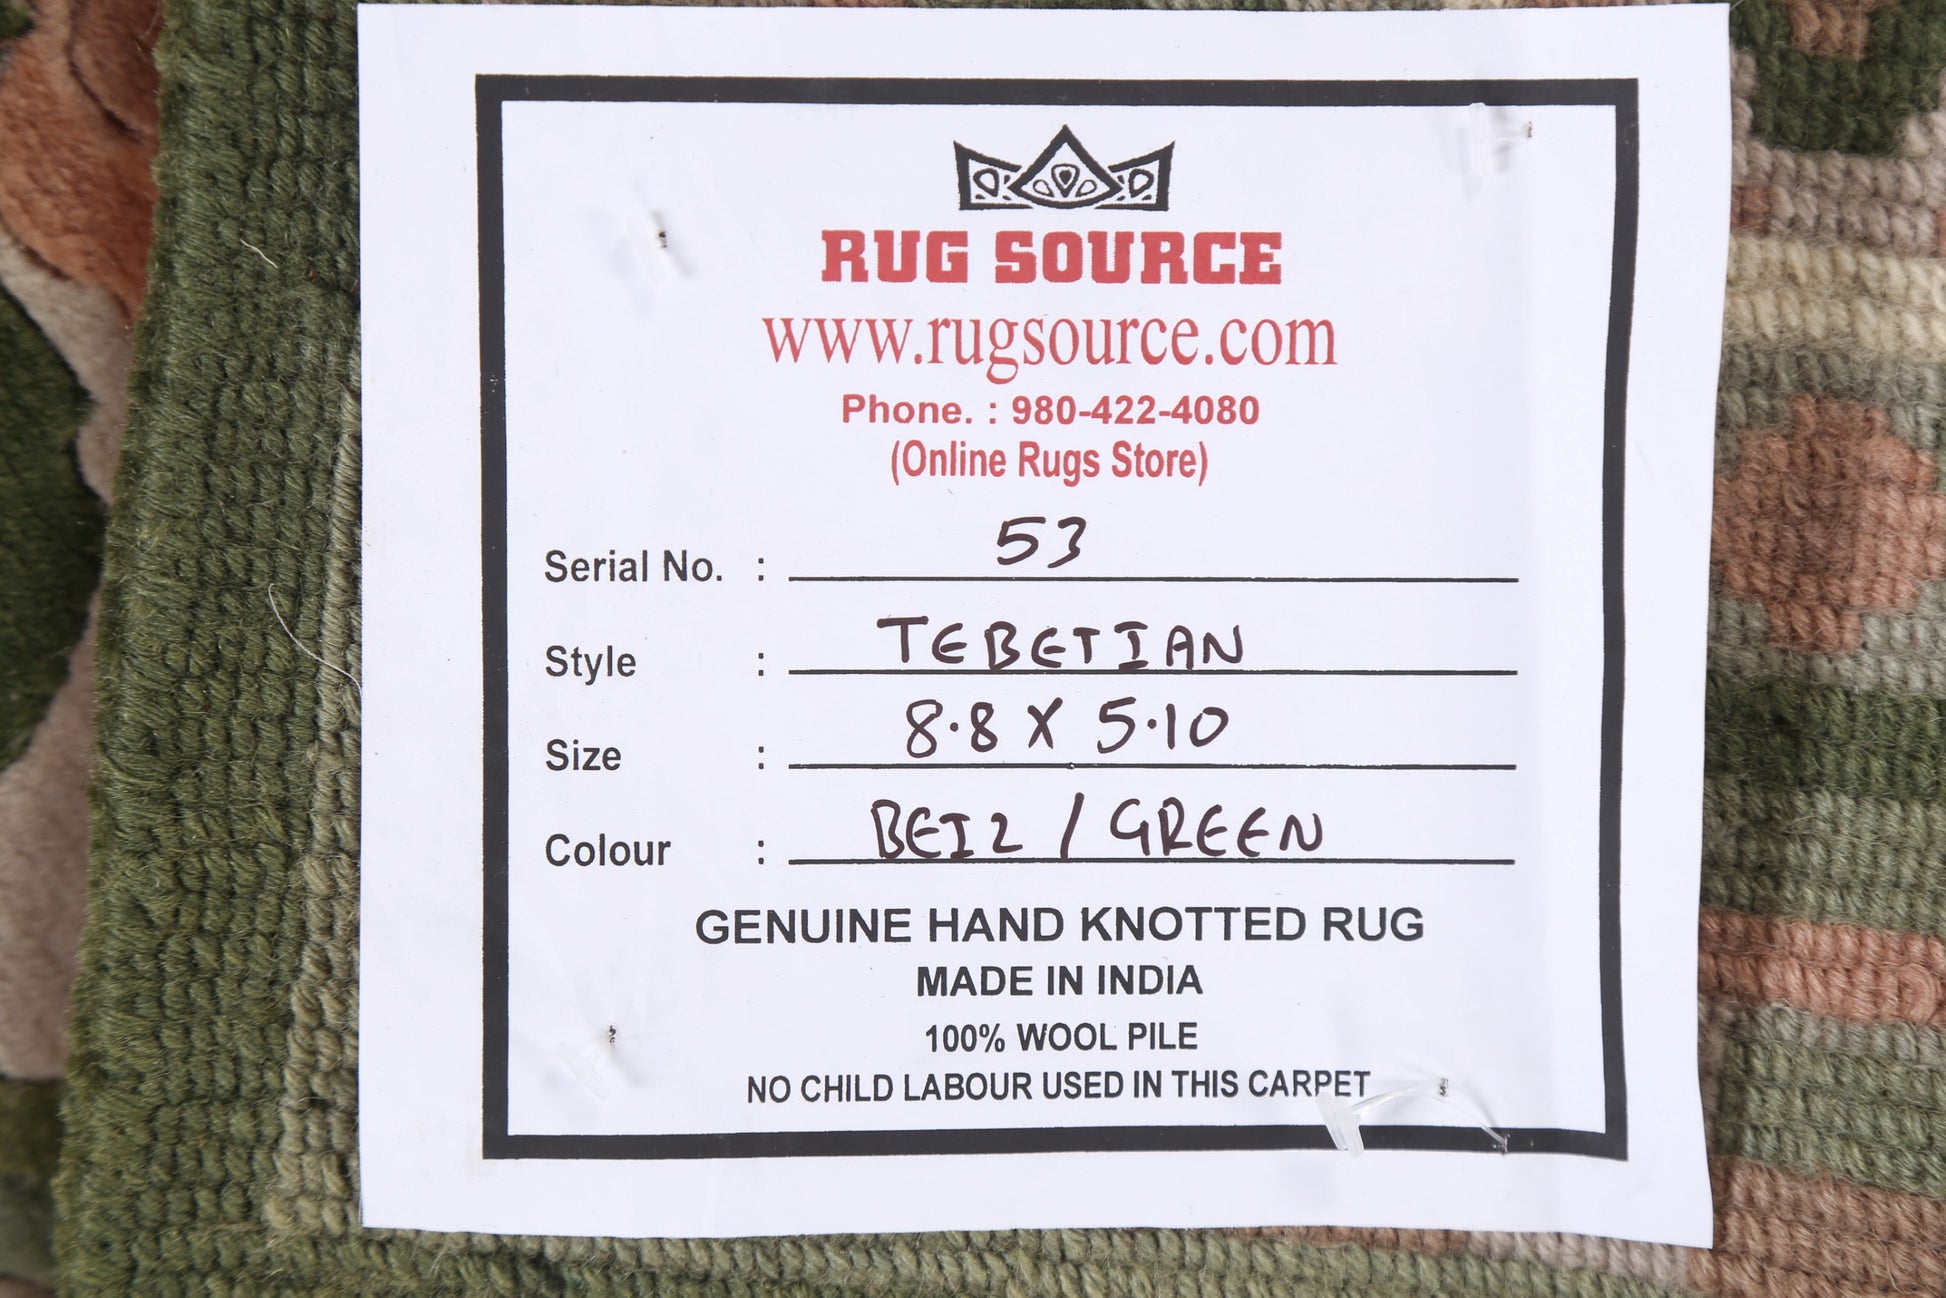 RUG SOURCE
www.rugsource.com
Phone. : 980-422-4080
(Online Rugs Store)
Serial No. : 53
Style : TEBETIAN
Size : 8.8 X 5.10
Colour : BEIZ / GREEN
GENUINE HAND KNOTTED RUG
MADE IN INDIA
100% WOOL PILE
NO CHILD LABOUR USED IN THIS CARPET